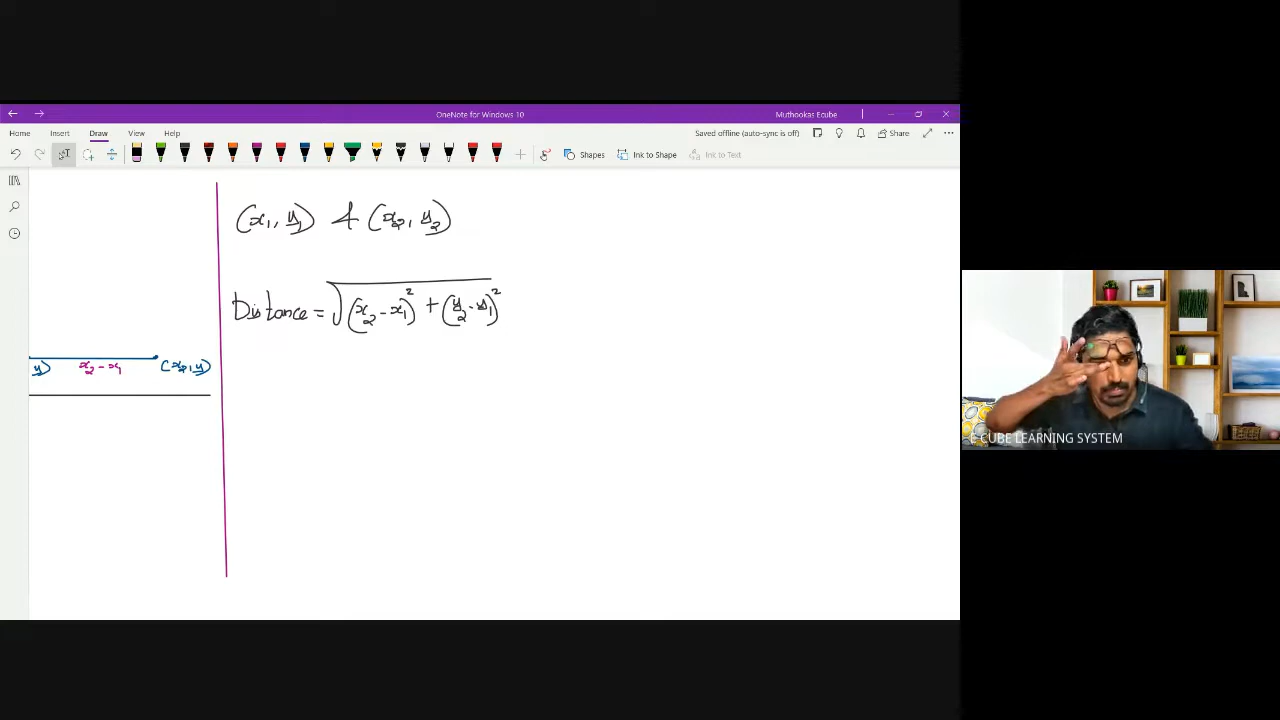 OneNote for Windows 10
Muthookas Ecube
Home Insert Draw View Help
Saved offline (auto-sync is off)
Share
Shapes
Ink to Shape
Ink to Text
(x₁, y₁) & (x₂, y₂)
Distance = √(x₂ - x₁)² + (y₂ - y₁)²
y)
x₂ - x₁
(x₂, y)
E CUBE LEARNING SYSTEM